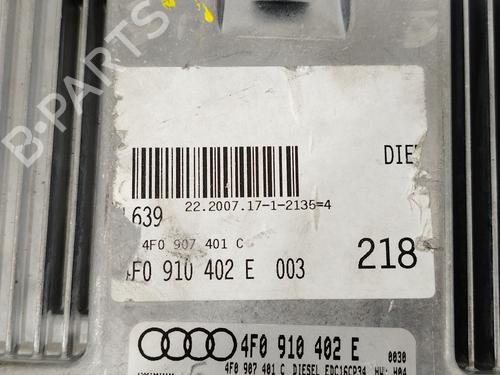 B-PARTS
DIE
22.2007.17-1-2135=4
639
4F0 907 401 C
4F0 910 402 E 003
218
4F0 910 402 E
0030
4F0 907 401 C DIESEL EDC16CP34 HW: H04